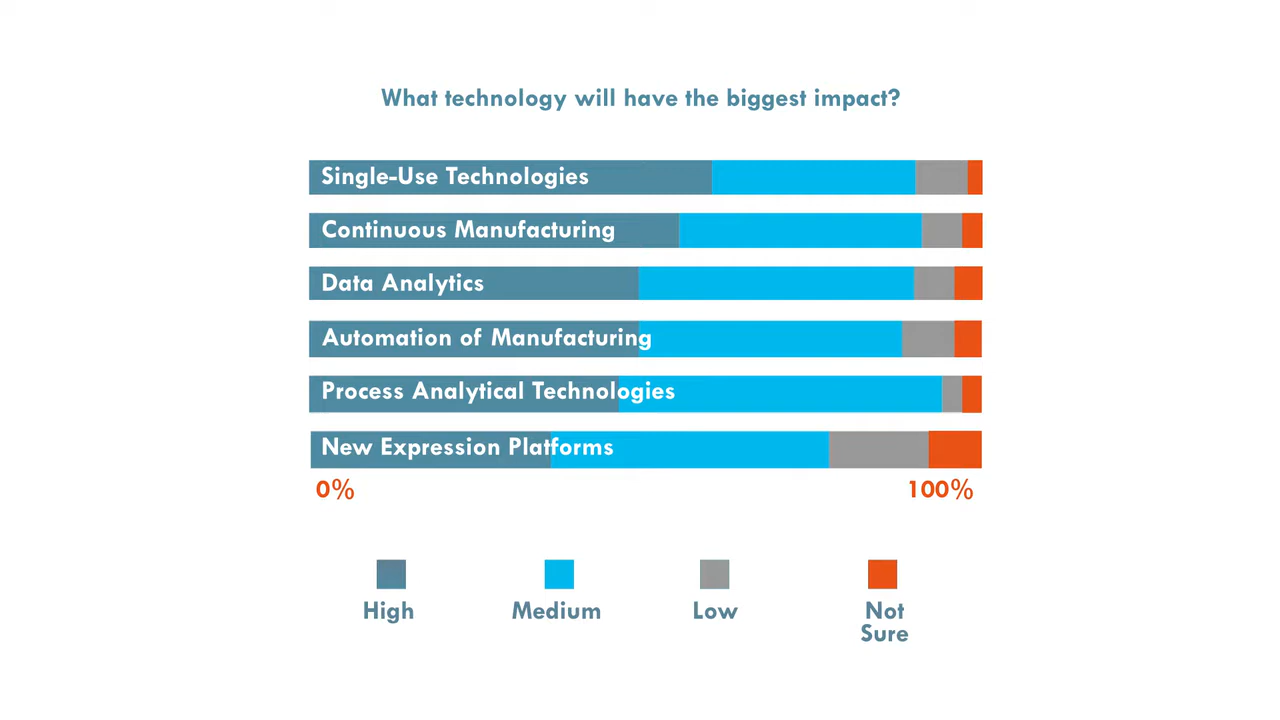 What technology will have the biggest impact?
Single-Use Technologies
Continuous Manufacturing
Data Analytics
Automation of Manufacturing
Process Analytical Technologies
New Expression Platforms
0% 100%
High Medium Low Not
Sure